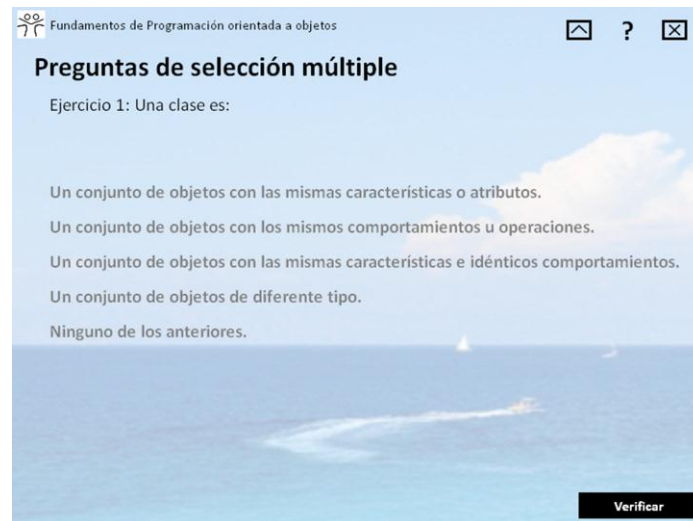 Fundamentos de Programación orientada a objetos
?
Preguntas de selección múltiple
Ejercicio 1: Una clase es:
Un conjunto de objetos con las mismas características o atributos.
Un conjunto de objetos con los mismos comportamientos u operaciones.
Un conjunto de objetos con las mismas características e idénticos comportamientos.
Un conjunto de objetos de diferente tipo.
Ninguno de los anteriores.
Verificar